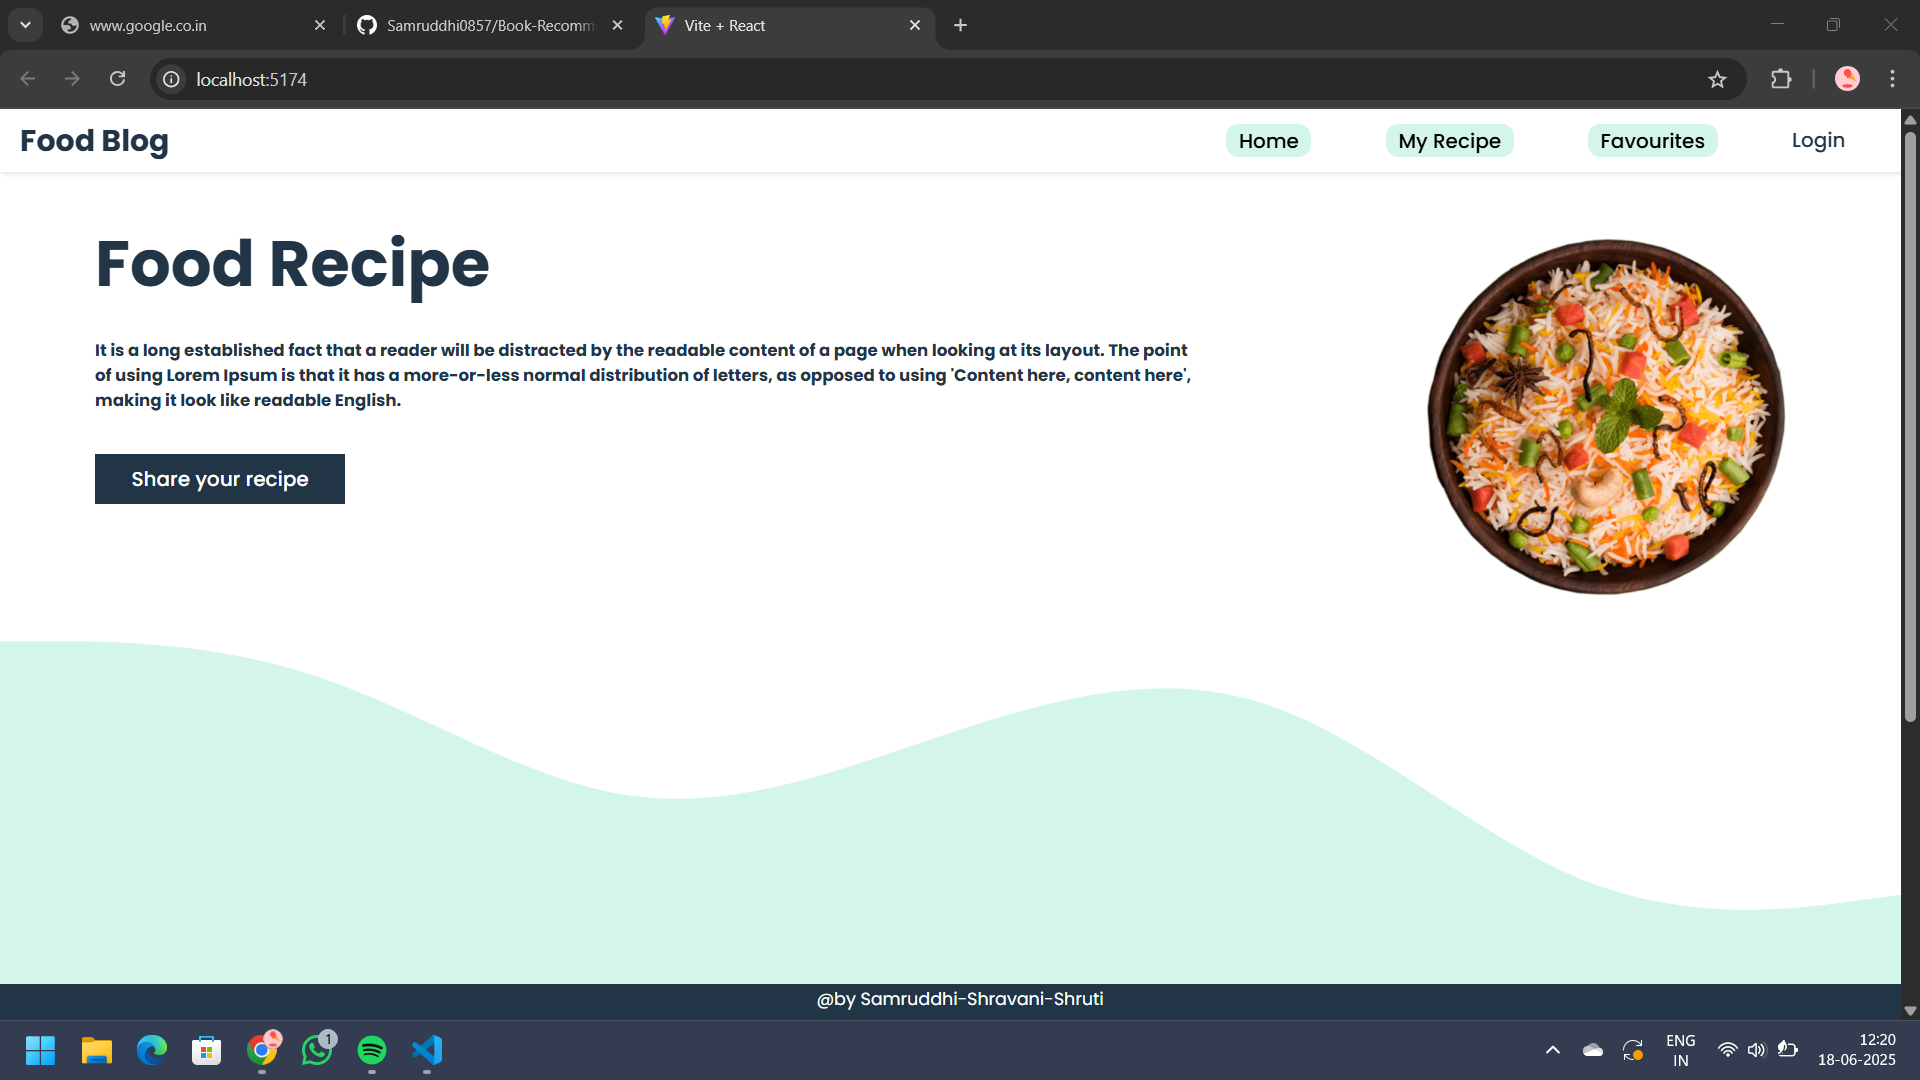 www.google.co.in
Samruddhi0857/Book-Recomm
Vite + React
localhost:5174
Food Blog
Home
My Recipe
Favourites
Login
Food Recipe
It is a long established fact that a reader will be distracted by the readable content of a page when looking at its layout. The point
of using Lorem Ipsum is that it has a more-or-less normal distribution of letters, as opposed to using 'Content here, content here',
making it look like readable English.
Share your recipe
@by Samruddhi-Shravani-Shruti
1
ENG
IN
12:20
18-06-2025